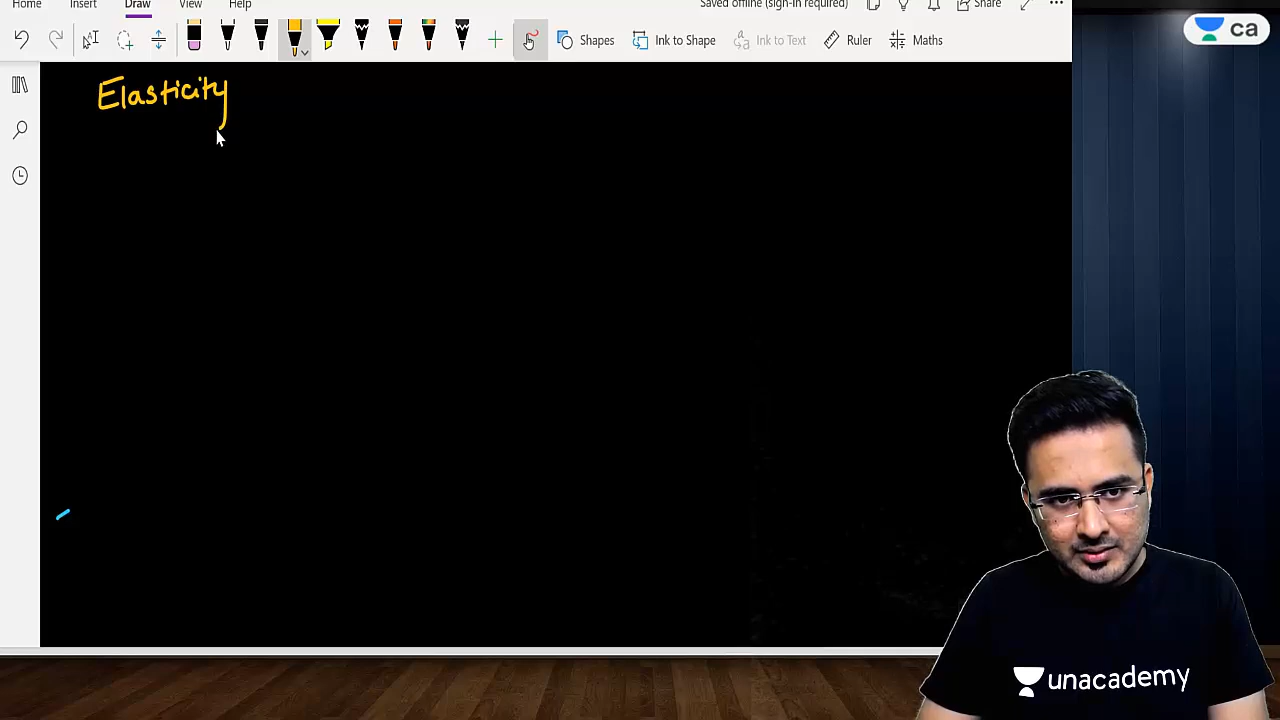 Home Insert Draw View Help Saved offline (sign-in required) Share
Shapes Ink to Shape Ink to Text Ruler Maths
ca
Elasticity
unacademy